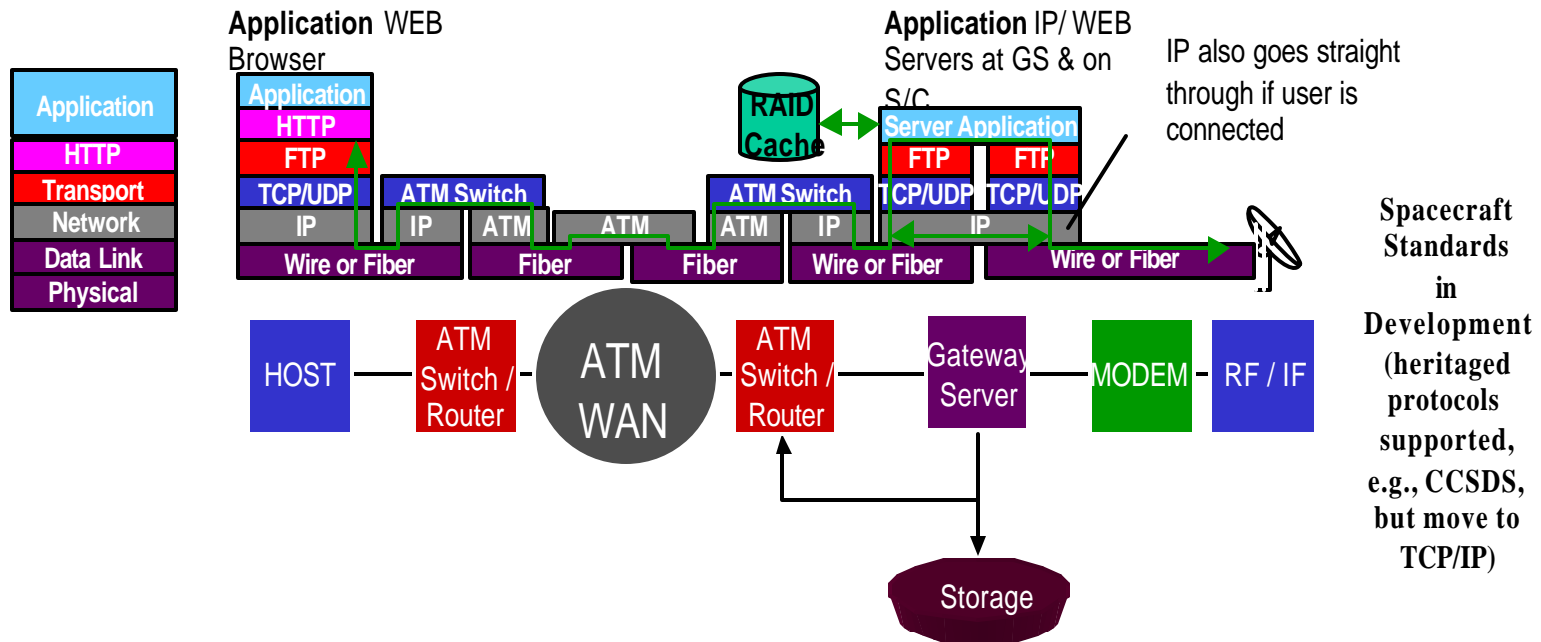 Application WEB
Browser
Application IP/ WEB
Servers at GS & on
S/C
IP also goes straight
through if user is
connected
Application
HTTP
Transport
Network
Data Link
Physical
Application
HTTP
FTP
TCP/UDP
IP
Wire or Fiber
ATM Switch
IP
ATM
Fiber
ATM
Fiber
ATM Switch
ATM
IP
Wire or Fiber
RAID
Cache
Server Application
FTP
FTP
TCP/UDP
TCP/UDP
IP
Wire or Fiber
Spacecraft
Standards
in
Development
(heritaged
protocols
supported,
e.g., CCSDS,
but move to
TCP/IP)
HOST
ATM
Switch /
Router
ATM
WAN
ATM
Switch /
Router
Gateway
Server
MODEM
RF / IF
Storage